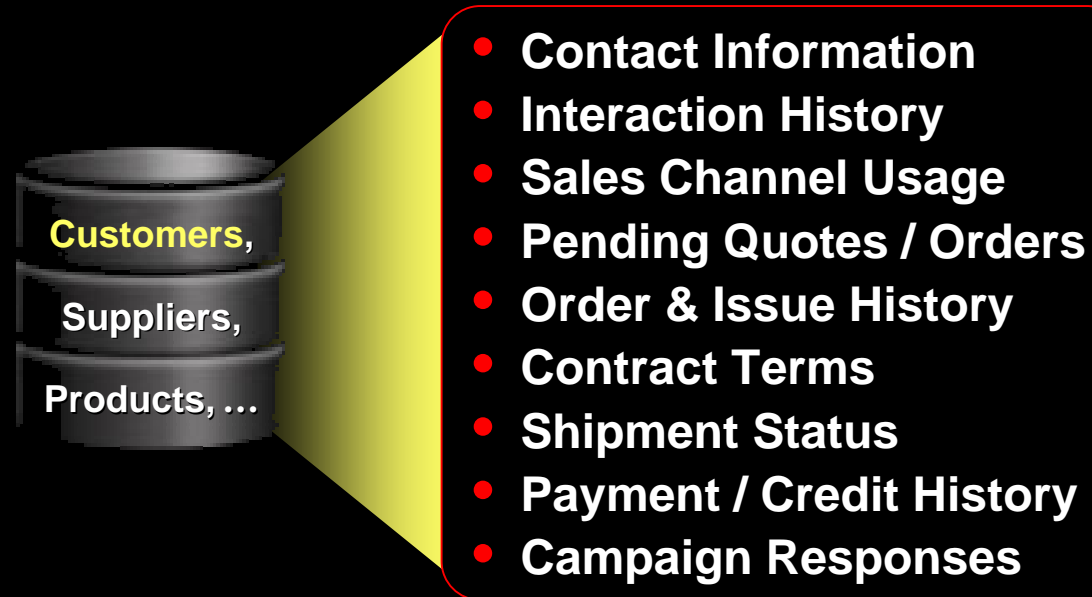 Customers,
Suppliers,
Products, ...
• Contact Information
• Interaction History
• Sales Channel Usage
• Pending Quotes / Orders
• Order & Issue History
• Contract Terms
• Shipment Status
• Payment / Credit History
• Campaign Responses